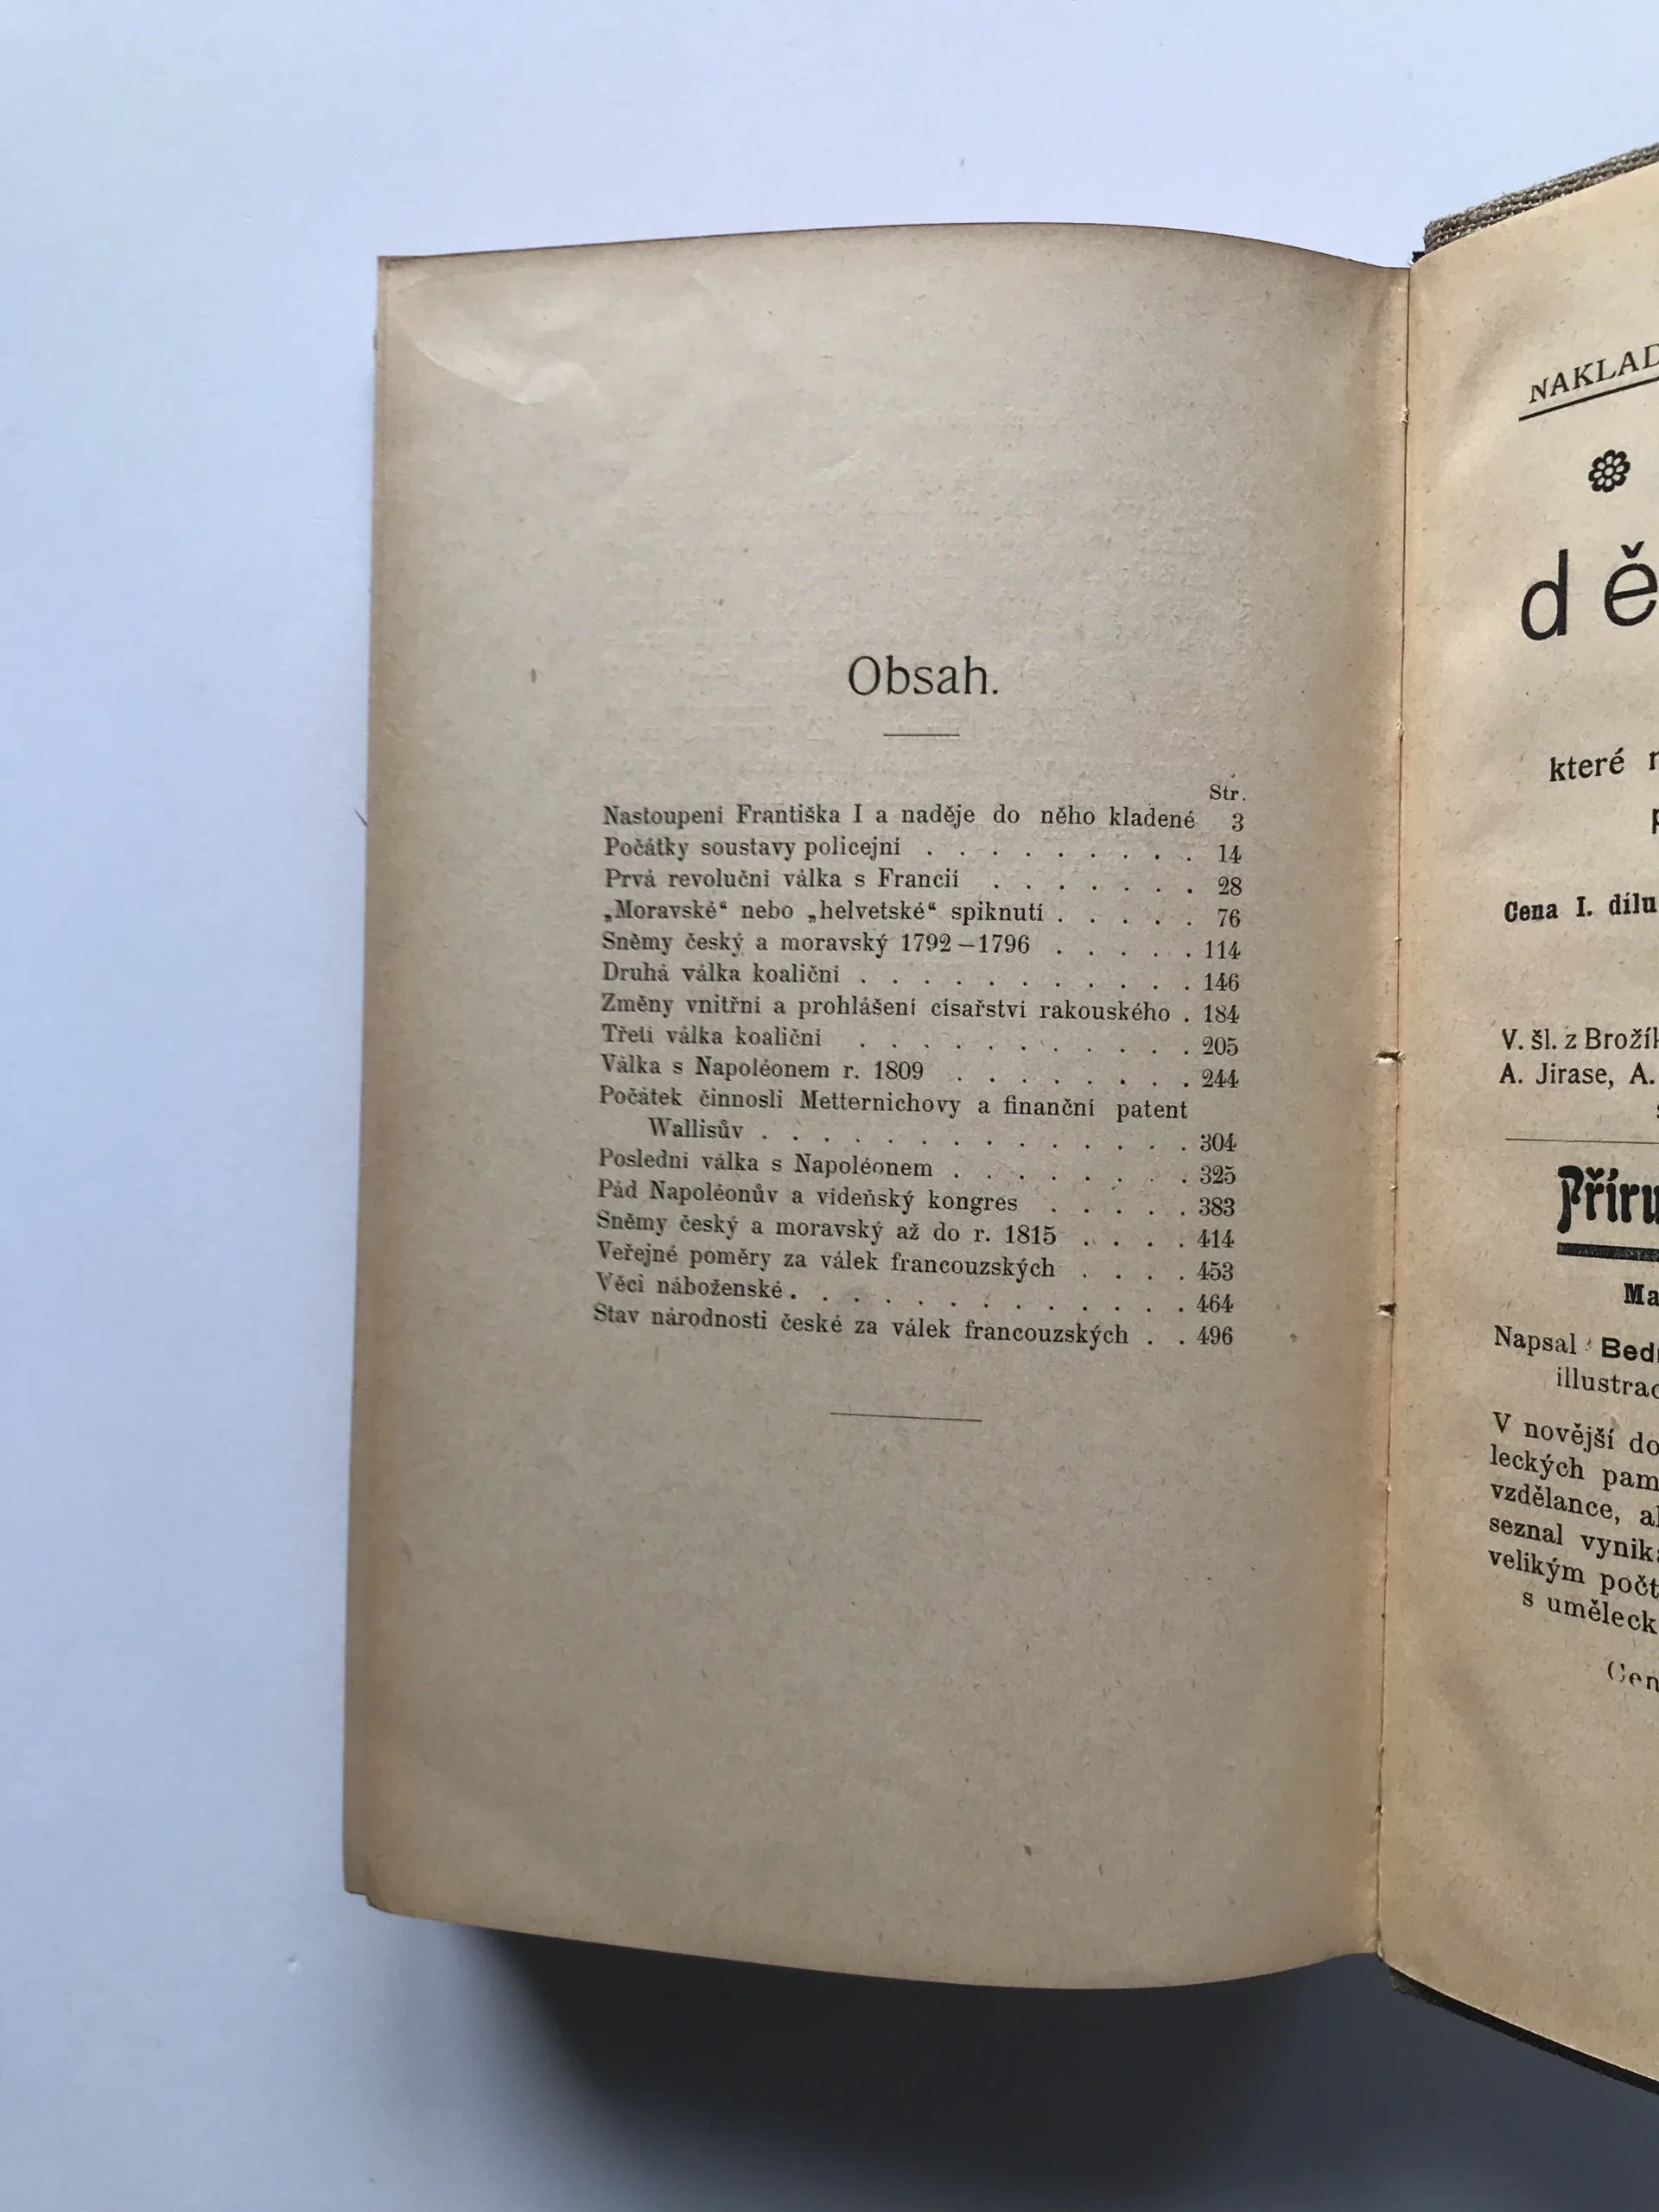 Obsah.
Str.
Nastoupení Františka I a naděje do něho kladené 3
Počátky soustavy policejní . . . . . . . . . 14
Prvá revoluční válka s Francií . . . . . . . 28
„Moravské“ nebo „helvetské“ spiknutí . . . . . 76
Sněmy český a moravský 1792–1796 . . . . . 114
Druhá válka koaliční . . . . . . . . . . . 146
Změny vnitřní a prohlášení císařství rakouského . 184
Třetí válka koaliční . . . . . . . . . . . 205
Válka s Napoléonem r. 1809 . . . . . . . . 244
Počátek činnosti Metternichovy a finanční patent
Wallisův . . . . . . . . . . . . . . 304
Poslední válka s Napoléonem . . . . . . . . 325
Pád Napoléonův a vídeňský kongres . . . . . 383
Sněmy český a moravský až do r. 1815 . . . . 414
Veřejné poměry za válek francouzských . . . . 453
Věci náboženské . . . . . . . . . . . . . 464
Stav národnosti české za válek francouzských . . 496
NAKLAD
dě
které
Cena I. dílu
V. šl. z Brožík
A. Jirase, A.
Příru
Ma
Napsal Bed
illustrac
V novější do
leckých pam
vzdělance, a
seznal vynik
velikým počt
s uměleck
Cen